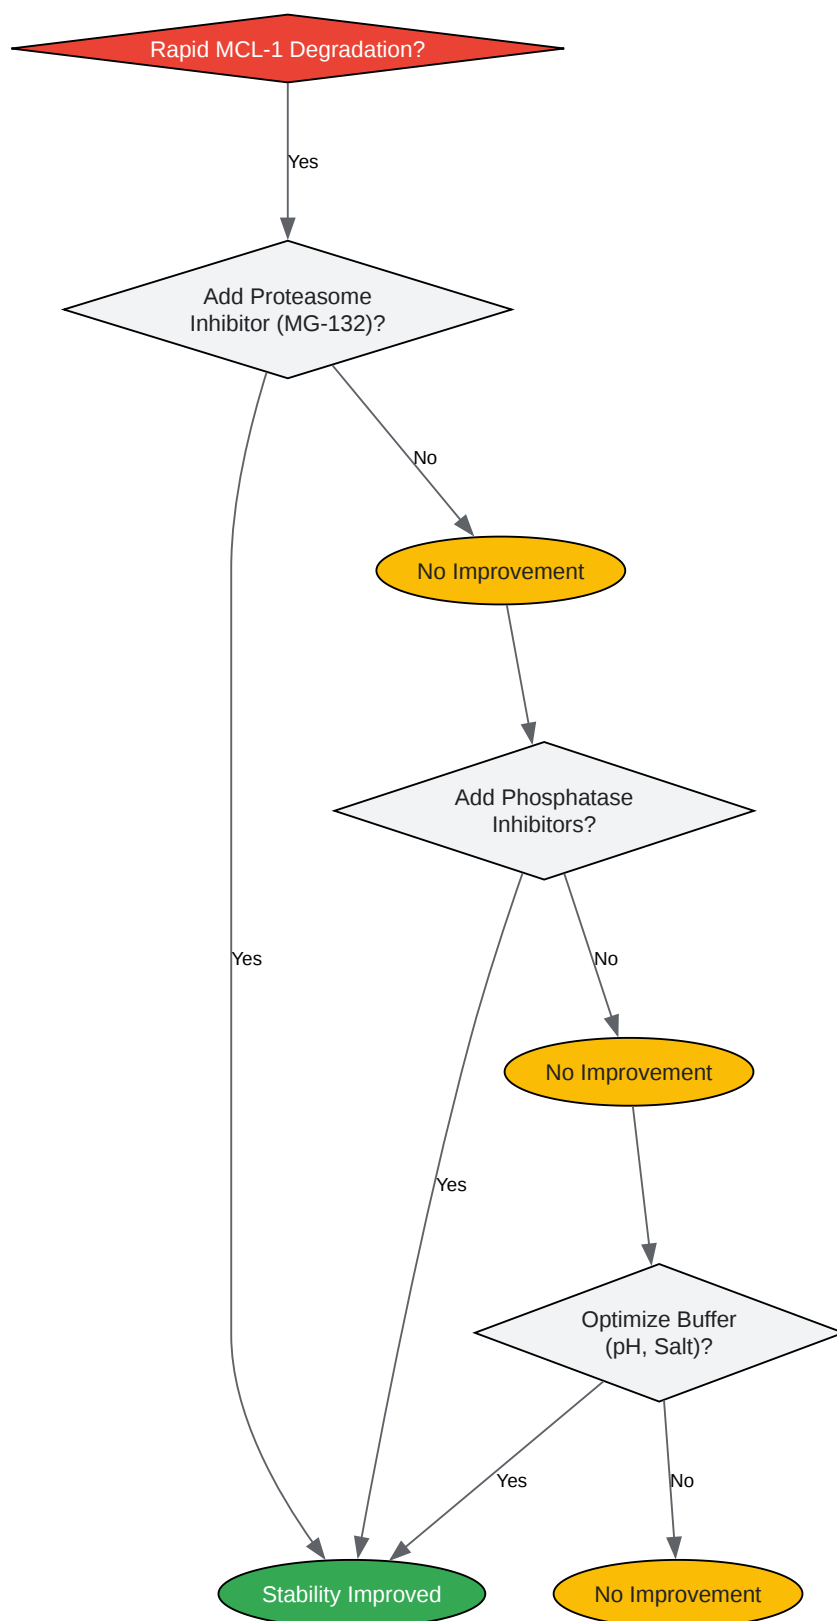 Rapid MCL-1 Degradation?
Yes
Add Proteasome
Inhibitor (MG-132)?
No
No Improvement
Add Phosphatase
Inhibitors?
Yes
No
No Improvement
Yes
Optimize Buffer
(pH, Salt)?
Yes
No
Stability Improved
No Improvement